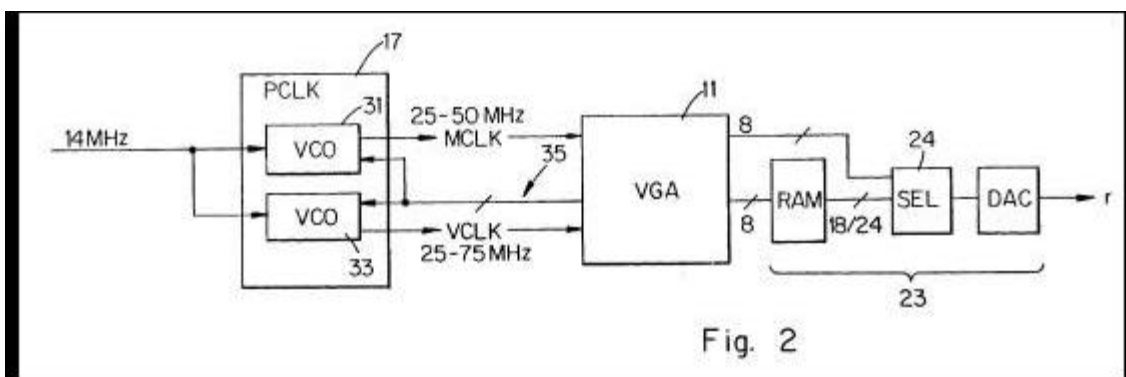 17
PCLK
31
25-50 MHz
11
14MHz
VCO
MCLK
8
24
35
VGA
RAM
SEL
DAC
r
VCO
VCLK
8
18/24
33
25-75 MHz
23
Fig. 2